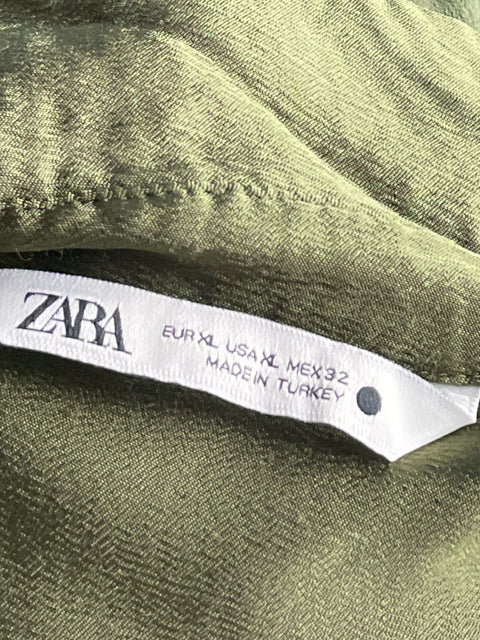 ZARA
EUR XL USA XL MEX 32
MADE IN TURKEY